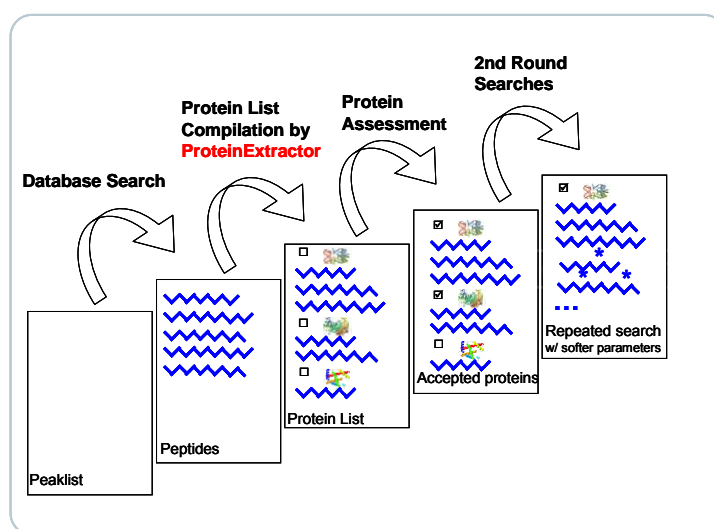 2nd Round
Searches
Protein
Assessment
Protein List
Compilation by
ProteinExtractor
Database Search
* * *
...
Repeated search
w/ softer parameters
Accepted proteins
Protein List
Peptides
Peaklist